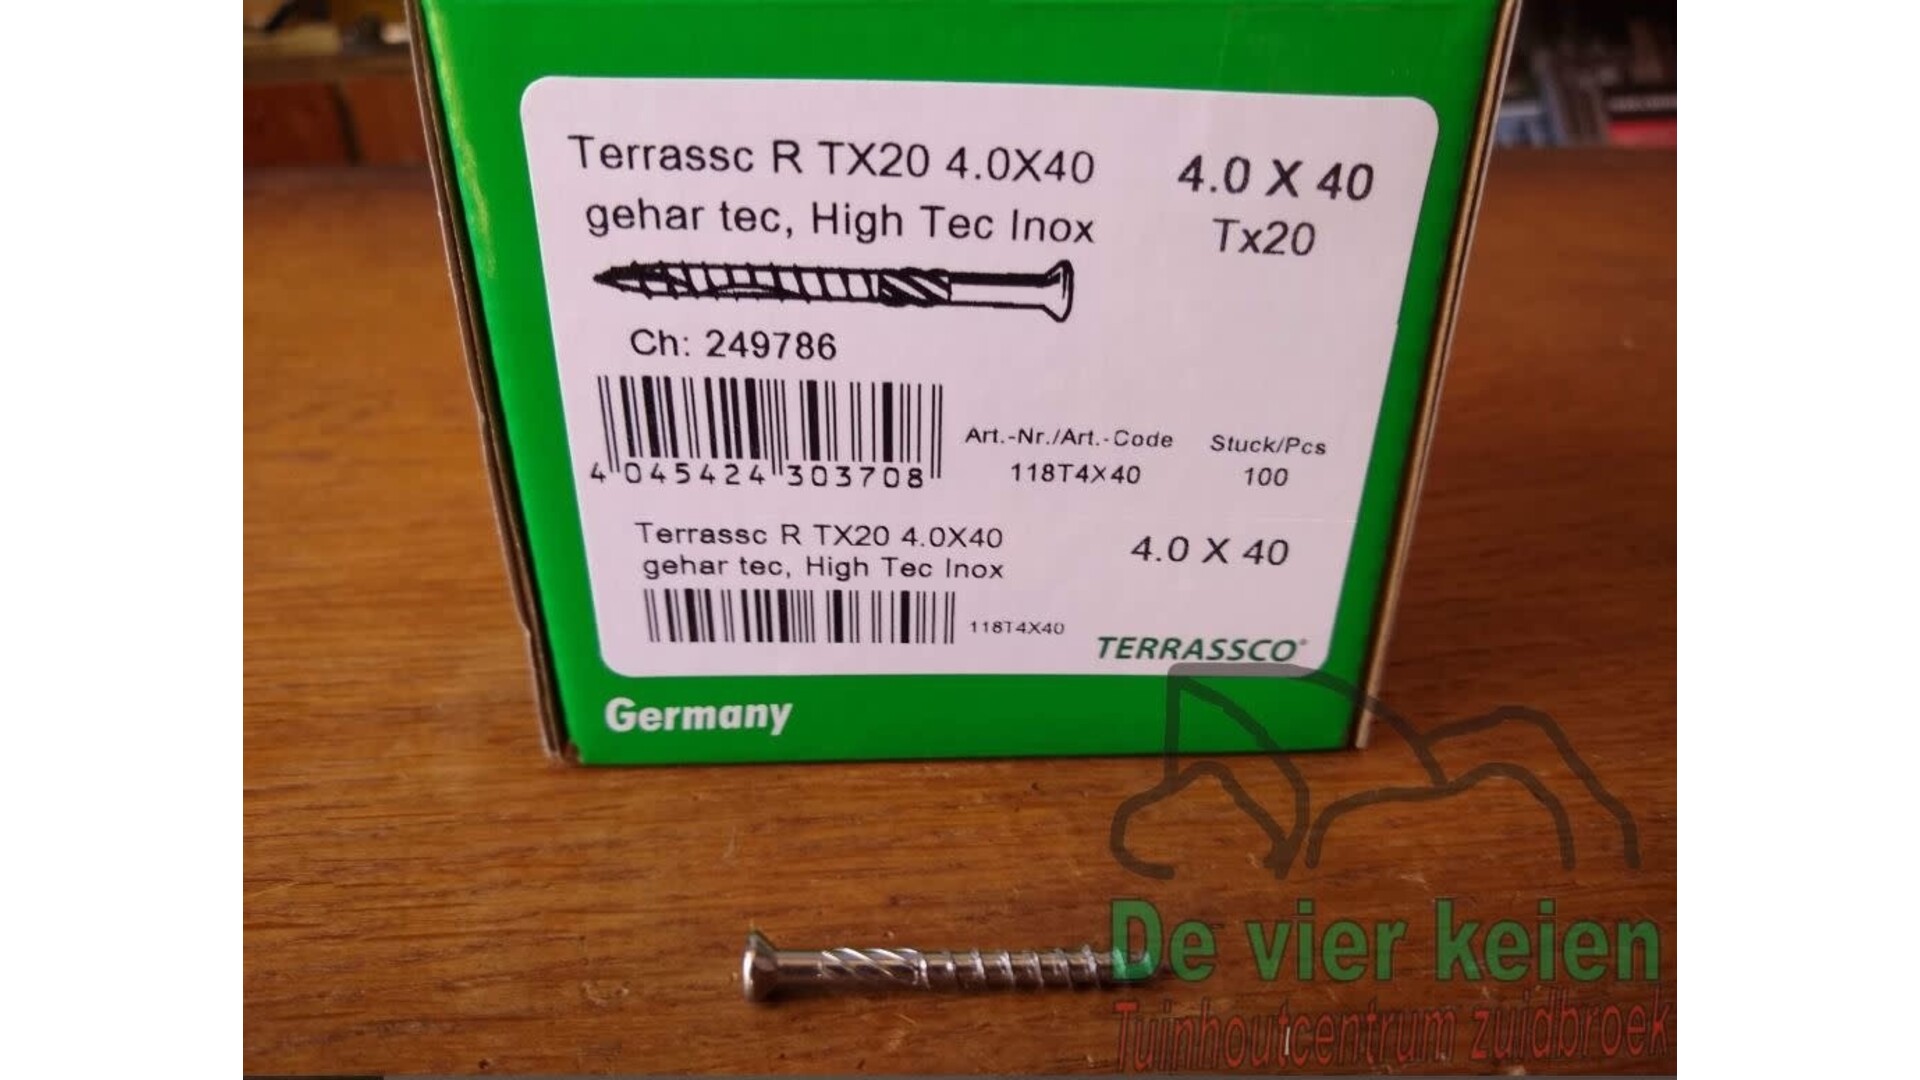 Terrassc R TX20 4.0X40
gehar tec, High Tec Inox
4.0 X 40
Tx20
Ch: 249786
4 045424 303708
Art.-Nr./Art.-Code
118T4X40
Stuck/Pcs
100
Terrassc R TX20 4.0X40
gehar tec, High Tec Inox
4.0 X 40
118T4X40
TERRASSCO®
Germany
De vier keien
Tuinhoutcentrum zuidbroek